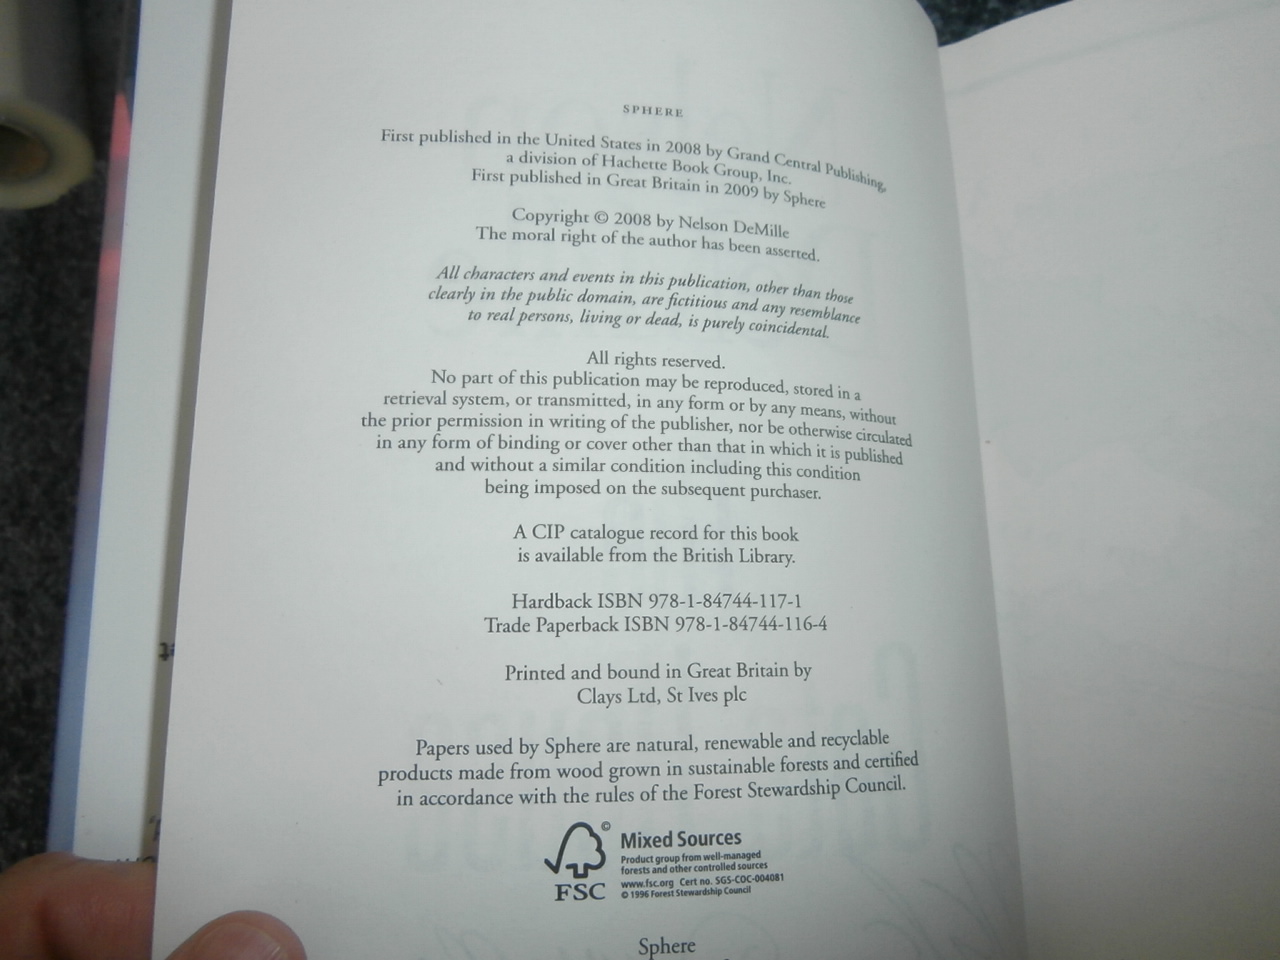 SPHERE
First published in the United States in 2008 by Grand Central Publishing,
a division of Hachette Book Group, Inc.
First published in Great Britain in 2009 by Sphere
Copyright © 2008 by Nelson DeMille
The moral right of the author has been asserted.
All characters and events in this publication, other than those
clearly in the public domain, are fictitious and any resemblance
to real persons, living or dead, is purely coincidental.
All rights reserved.
No part of this publication may be reproduced, stored in a
retrieval system, or transmitted, in any form or by any means, without
the prior permission in writing of the publisher, nor be otherwise circulated
in any form of binding or cover other than that in which it is published
and without a similar condition including this condition
being imposed on the subsequent purchaser.
A CIP catalogue record for this book
is available from the British Library.
Hardback ISBN 978-1-84744-117-1
Trade Paperback ISBN 978-1-84744-116-4
Printed and bound in Great Britain by
Clays Ltd, St Ives plc
Papers used by Sphere are natural, renewable and recyclable
products made from wood grown in sustainable forests and certified
in accordance with the rules of the Forest Stewardship Council.
©
FSC
Mixed Sources
Product group from well-managed
forests and other controlled sources
www.fsc.org Cert no. SGS-COC-004081
© 1996 Forest Stewardship Council
Sphere